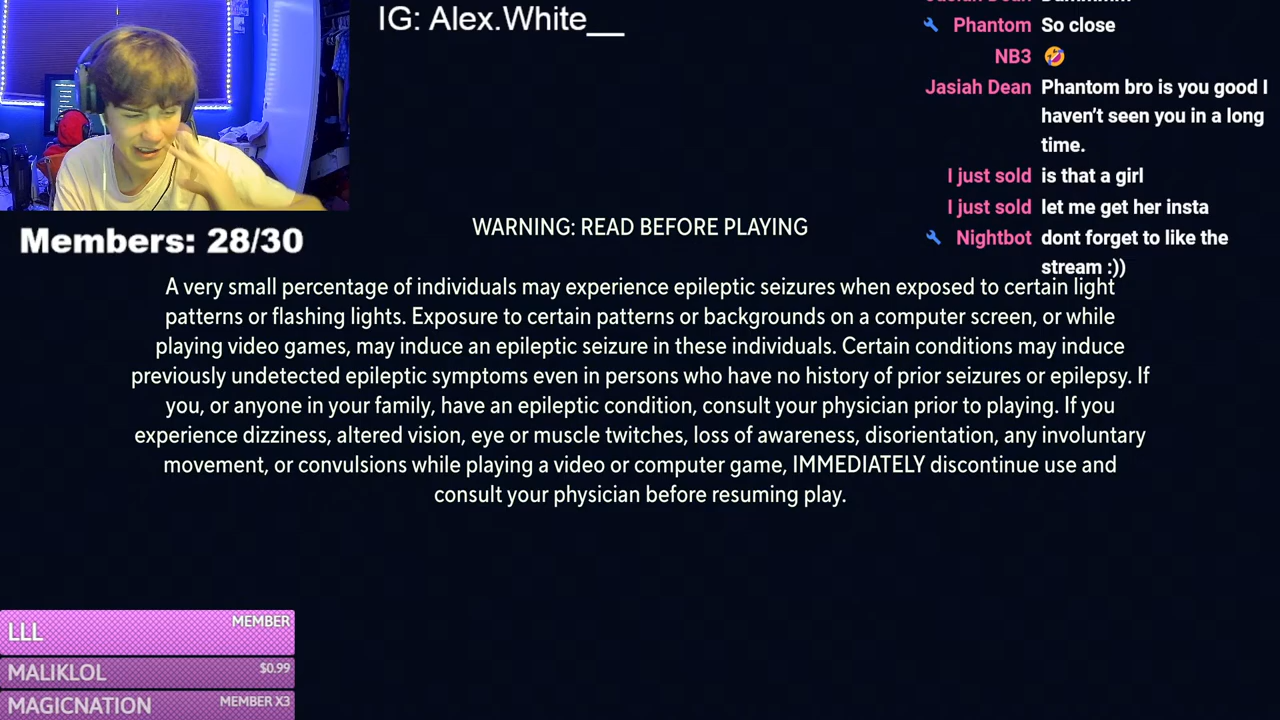 IG: Alex.White__
Phantom So close
NB3 🤣
Jasiah Dean Phantom bro is you good I
haven't seen you in a long
time.
I just sold is that a girl
I just sold let me get her insta
Nightbot dont forget to like the
stream :))
Members: 28/30
WARNING: READ BEFORE PLAYING
A very small percentage of individuals may experience epileptic seizures when exposed to certain light
patterns or flashing lights. Exposure to certain patterns or backgrounds on a computer screen, or while
playing video games, may induce an epileptic seizure in these individuals. Certain conditions may induce
previously undetected epileptic symptoms even in persons who have no history of prior seizures or epilepsy. If
you, or anyone in your family, have an epileptic condition, consult your physician prior to playing. If you
experience dizziness, altered vision, eye or muscle twitches, loss of awareness, disorientation, any involuntary
movement, or convulsions while playing a video or computer game, IMMEDIATELY discontinue use and
consult your physician before resuming play.
LLL MEMBER
MALIKLOL $0.99
MAGICNATION MEMBER X3